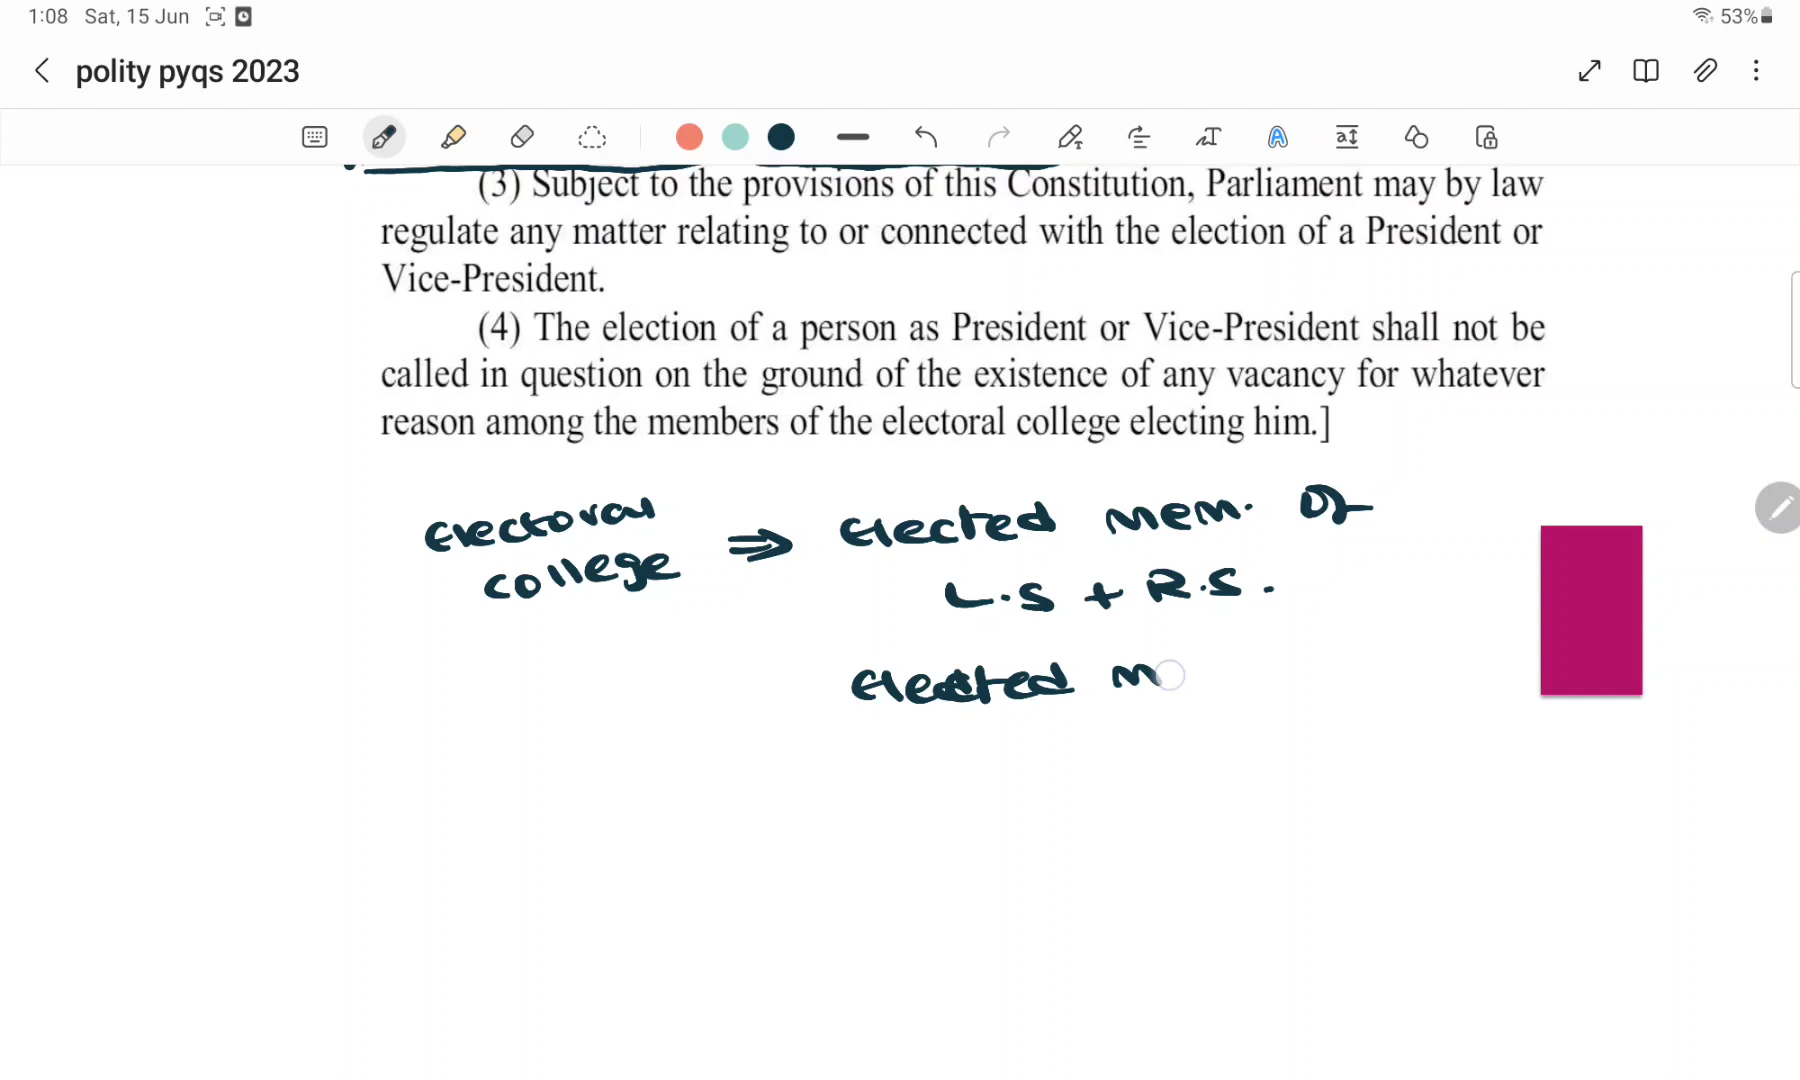 1:08 Sat, 15 Jun
53%
polity pyqs 2023
(3) Subject to the provisions of this Constitution, Parliament may by law
regulate any matter relating to or connected with the election of a President or
Vice-President.
(4) The election of a person as President or Vice-President shall not be
called in question on the ground of the existence of any vacancy for whatever
reason among the members of the electoral college electing him.]
Electoral college ⇒ Elected mem. of
L.S + R.S.
Elected m